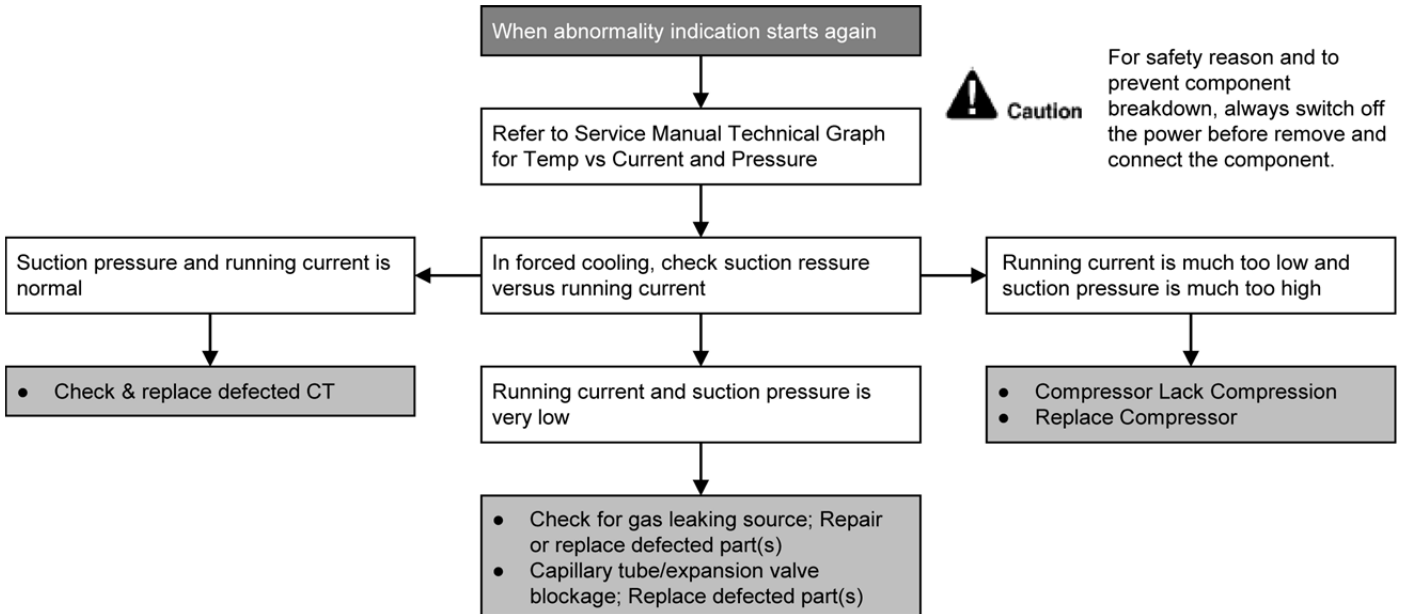 When abnormality indication starts again
For safety reason and to
prevent component
breakdown, always switch off
the power before remove and
connect the component.
Caution
Refer to Service Manual Technical Graph
for Temp vs Current and Pressure
Suction pressure and running current is
normal
In forced cooling, check suction ressure
versus running current
Running current is much too low and
suction pressure is much too high
● Check & replace defected CT
Running current and suction pressure is
very low
● Compressor Lack Compression
● Replace Compressor
● Check for gas leaking source; Repair
or replace defected part(s)
● Capillary tube/expansion valve
blockage; Replace defected part(s)